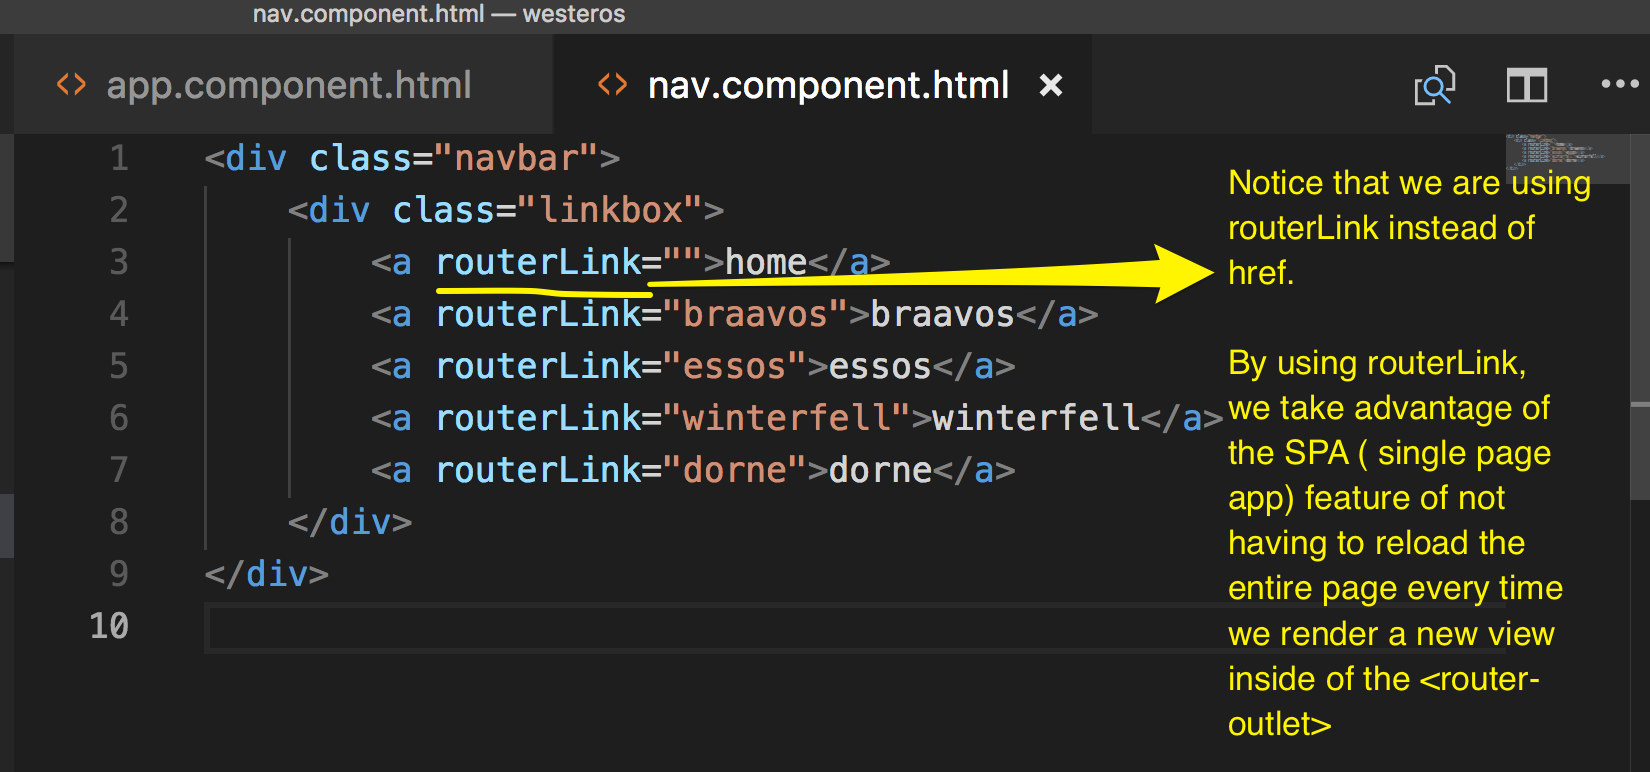 nav.component.html — westeros
app.component.html
nav.component.html
1 <div class="navbar">
2 <div class="linkbox">
3 <a routerLink="">home</a>
4 <a routerLink="braavos">braavos</a>
5 <a routerLink="essos">essos</a>
6 <a routerLink="winterfell">winterfell</a>
7 <a routerLink="dorne">dorne</a>
8 </div>
9 </div>
10
Notice that we are using
routerLink instead of
href.
By using routerLink,
we take advantage of
the SPA ( single page
app) feature of not
having to reload the
entire page every time
we render a new view
inside of the <router-
outlet>